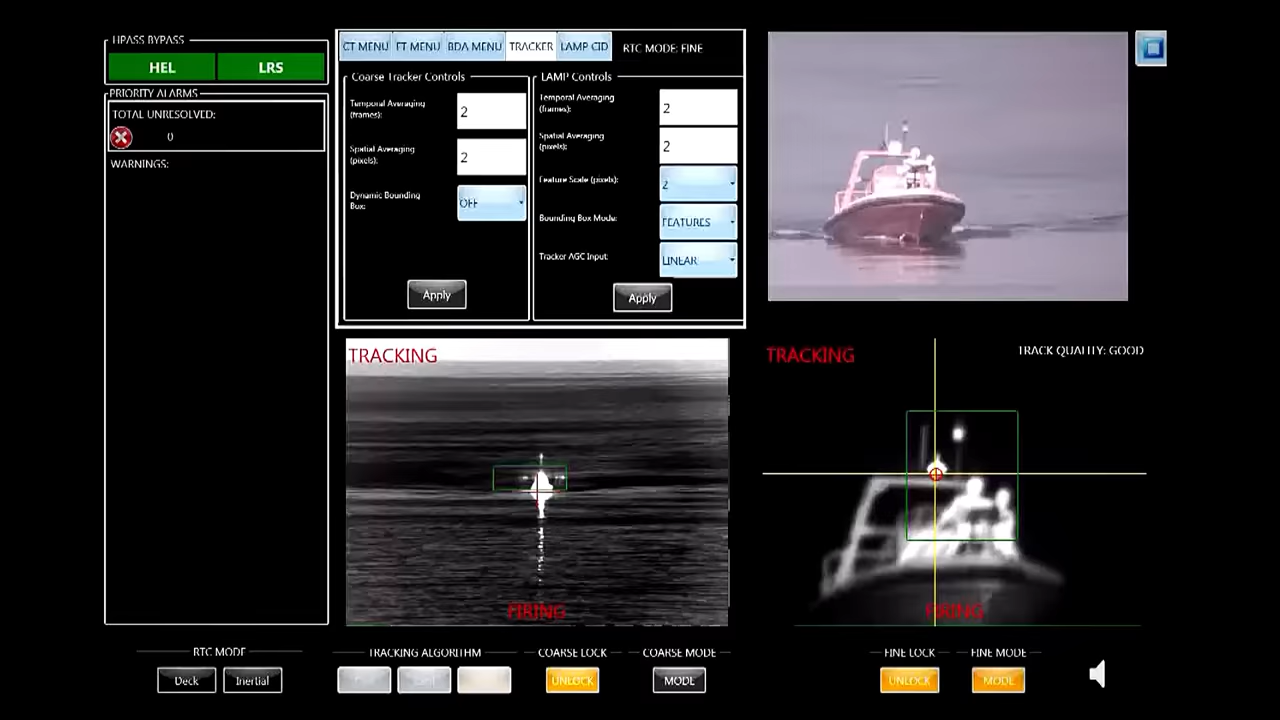 HPASS BYPASS
HEL LRS
PRIORITY ALARMS
TOTAL UNRESOLVED:
0
WARNINGS:
CT MENU FT MENU BDA MENU TRACKER LAMP CID RTC MODE: FINE
Coarse Tracker Controls
Temporal Averaging
(frames):
2
Spatial Averaging
(pixels):
2
Dynamic Bounding
Box:
OFF
Apply
LAMP Controls
Temporal Averaging
(frames):
2
Spatial Averaging
(pixels):
2
Feature Scale (pixels):
2
Bounding Box Mode:
FEATURES
Tracker AGC Input:
LINEAR
Apply
TRACKING
FIRING
TRACKING
TRACK QUALITY: GOOD
FIRING
RTC MODE
Deck Inertial
TRACKING ALGORITHM
COARSE LOCK
UNLOCK
COARSE MODE
MODE
FINE LOCK
UNLOCK
FINE MODE
MODE